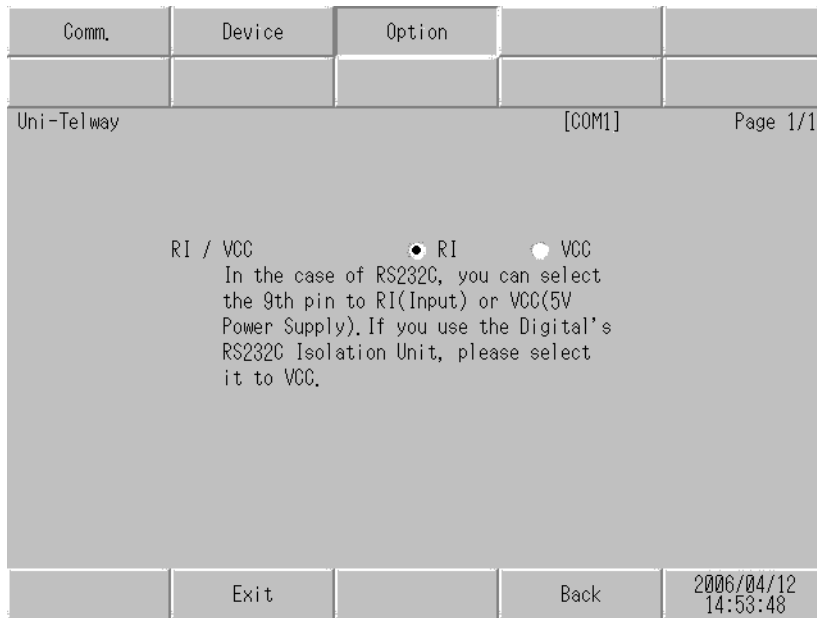 Comm. Device Option
Uni-Telway [COM1] Page 1/1
RI / VCC RI VCC
In the case of RS232C, you can select
the 9th pin to RI(Input) or VCC(5V
Power Supply).If you use the Digital's
RS232C Isolation Unit, please select
it to VCC.
Exit Back 2006/04/12
14:53:48